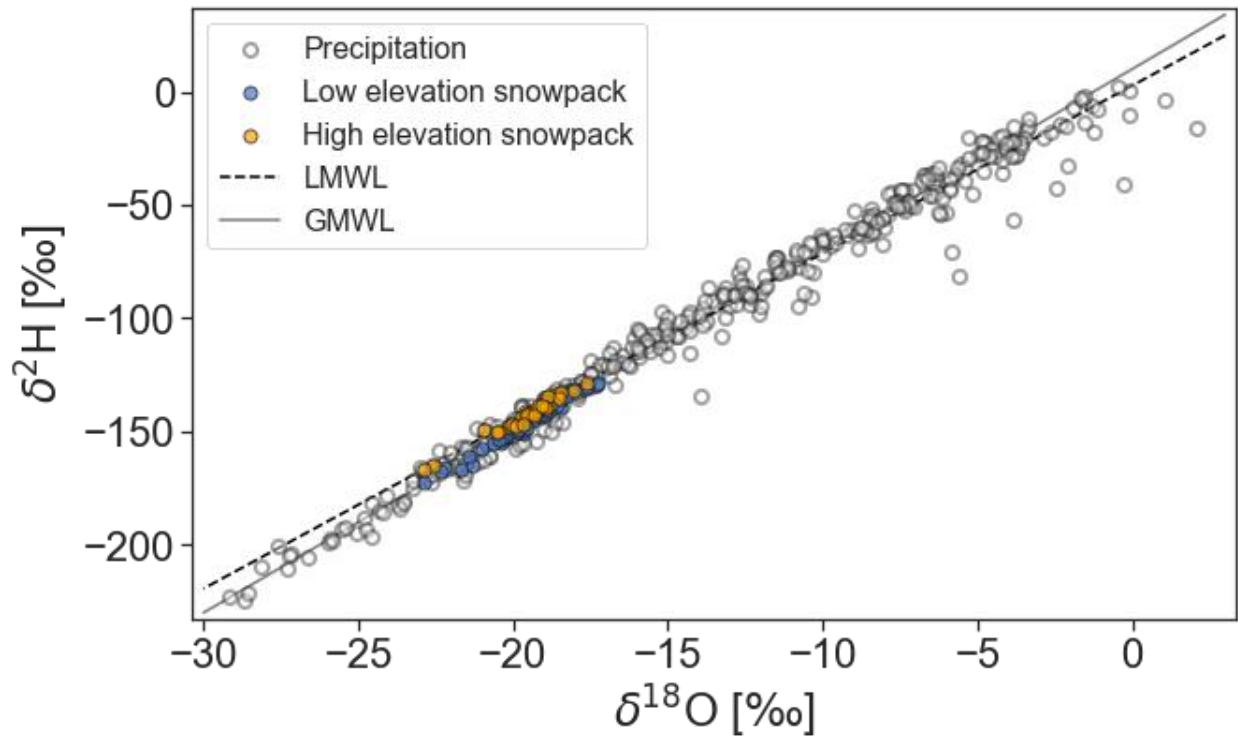 Precipitation
Low elevation snowpack
High elevation snowpack
LMWL
GMWL
0
−50
−100
−150
−200
δ²H [‰]
−30 −20 −25 −15 −10 −5 0
δ¹⁸O [‰]